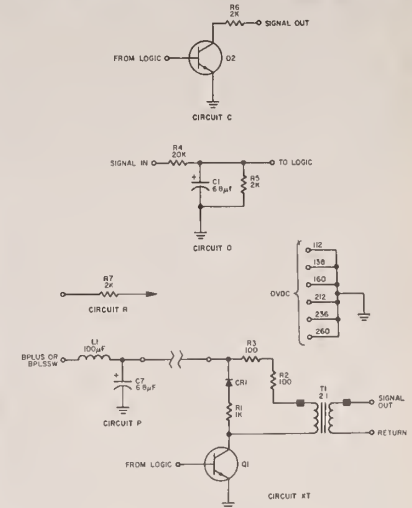 R6
2K
SIGNAL OUT
FROM LOGIC
Q2
CIRCUIT C
SIGNAL IN
R4
20K
TO LOGIC
+
C1
6.8µF
R5
2K
CIRCUIT O
R7
2K
CIRCUIT R
0VDC
112
138
160
212
236
260
BPLUS OR
BPLSSW
L1
100µF
+
C7
6.8µF
CIRCUIT P
R3
100
CR1
R2
100
R1
1K
T1
2:1
SIGNAL
OUT
RETURN
FROM LOGIC
Q1
CIRCUIT KT